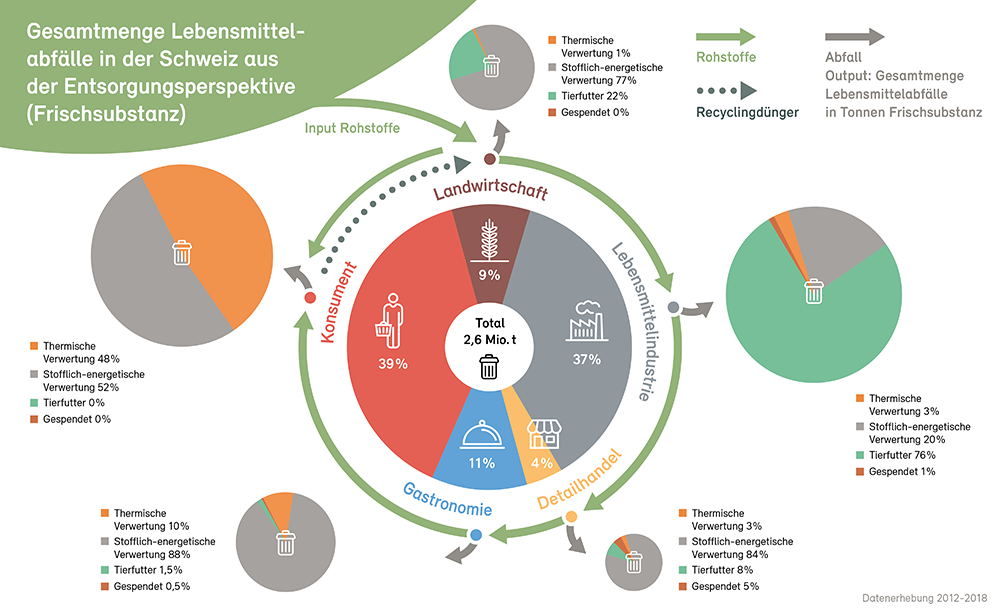 Gesamtmenge Lebensmittel-
abfälle in der Schweiz aus
der Entsorgungsperspektive
(Frischsubstanz)
Input Rohstoffe
Thermische
Verwertung 1%
Stofflich-energetische
Verwertung 77%
Tierfutter 22%
Gespendet 0%
Rohstoffe
Recyclingdünger
Abfall
Output: Gesamtmenge
Lebensmittelabfälle
in Tonnen Frischsubstanz
Landwirtschaft
9%
Lebensmittelindustrie
37%
Konsument
39%
Total
2,6 Mio. t
Gastronomie
11%
Detailhandel
4%
Thermische
Verwertung 48%
Stofflich-energetische
Verwertung 52%
Tierfutter 0%
Gespendet 0%
Thermische
Verwertung 3%
Stofflich-energetische
Verwertung 20%
Tierfutter 76%
Gespendet 1%
Thermische
Verwertung 10%
Stofflich-energetische
Verwertung 88%
Tierfutter 1,5%
Gespendet 0,5%
Thermische
Verwertung 3%
Stofflich-energetische
Verwertung 84%
Tierfutter 8%
Gespendet 5%
Datenerhebung 2012-2018